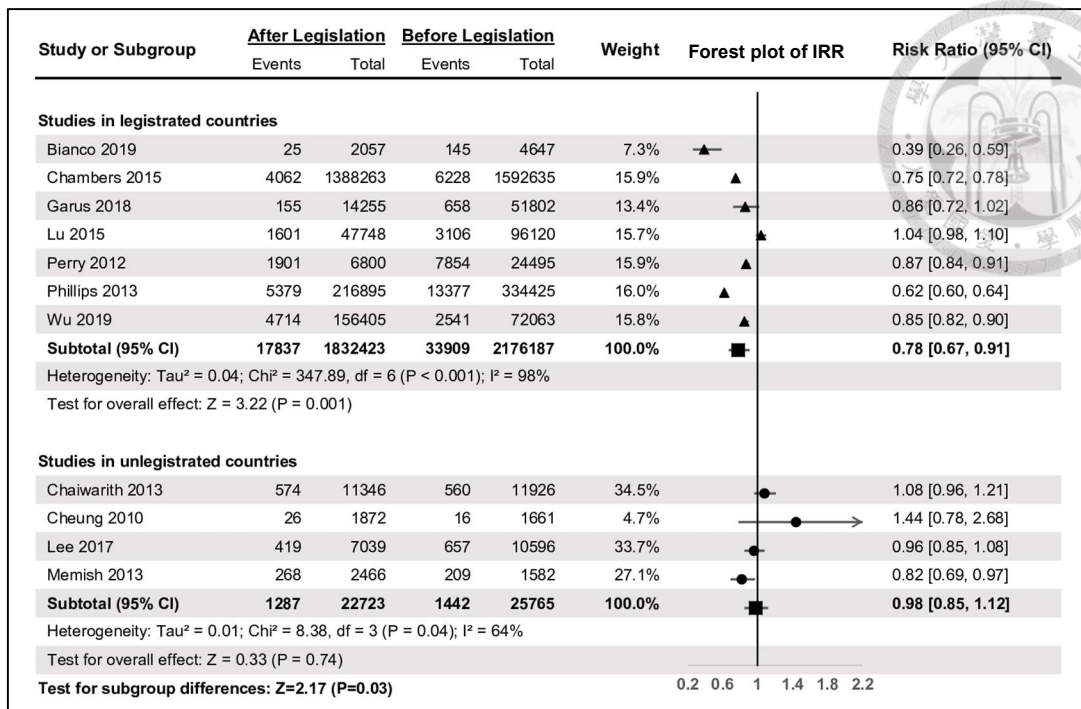 Study or Subgroup After Legislation Before Legislation Weight Forest plot of IRR Risk Ratio (95% CI)
Events Total Events Total
Studies in legistrated countries
Bianco 2019 25 2057 145 4647 7.3% 0.39 [0.26, 0.59]
Chambers 2015 4062 1388263 6228 1592635 15.9% 0.75 [0.72, 0.78]
Garus 2018 155 14255 658 51802 13.4% 0.86 [0.72, 1.02]
Lu 2015 1601 47748 3106 96120 15.7% 1.04 [0.98, 1.10]
Perry 2012 1901 6800 7854 24495 15.9% 0.87 [0.84, 0.91]
Phillips 2013 5379 216895 13377 334425 16.0% 0.62 [0.60, 0.64]
Wu 2019 4714 156405 2541 72063 15.8% 0.85 [0.82, 0.90]
Subtotal (95% CI) 17837 1832423 33909 2176187 100.0% 0.78 [0.67, 0.91]
Heterogeneity: Tau² = 0.04; Chi² = 347.89, df = 6 (P < 0.001); I² = 98%
Test for overall effect: Z = 3.22 (P = 0.001)
Studies in unlegistrated countries
Chaiwarith 2013 574 11346 560 11926 34.5% 1.08 [0.96, 1.21]
Cheung 2010 26 1872 16 1661 4.7% 1.44 [0.78, 2.68]
Lee 2017 419 7039 657 10596 33.7% 0.96 [0.85, 1.08]
Memish 2013 268 2466 209 1582 27.1% 0.82 [0.69, 0.97]
Subtotal (95% CI) 1287 22723 1442 25765 100.0% 0.98 [0.85, 1.12]
Heterogeneity: Tau² = 0.01; Chi² = 8.38, df = 3 (P = 0.04); I² = 64%
Test for overall effect: Z = 0.33 (P = 0.74)
Test for subgroup differences: Z=2.17 (P=0.03)
0.2 0.6 1 1.4 1.8 2.2